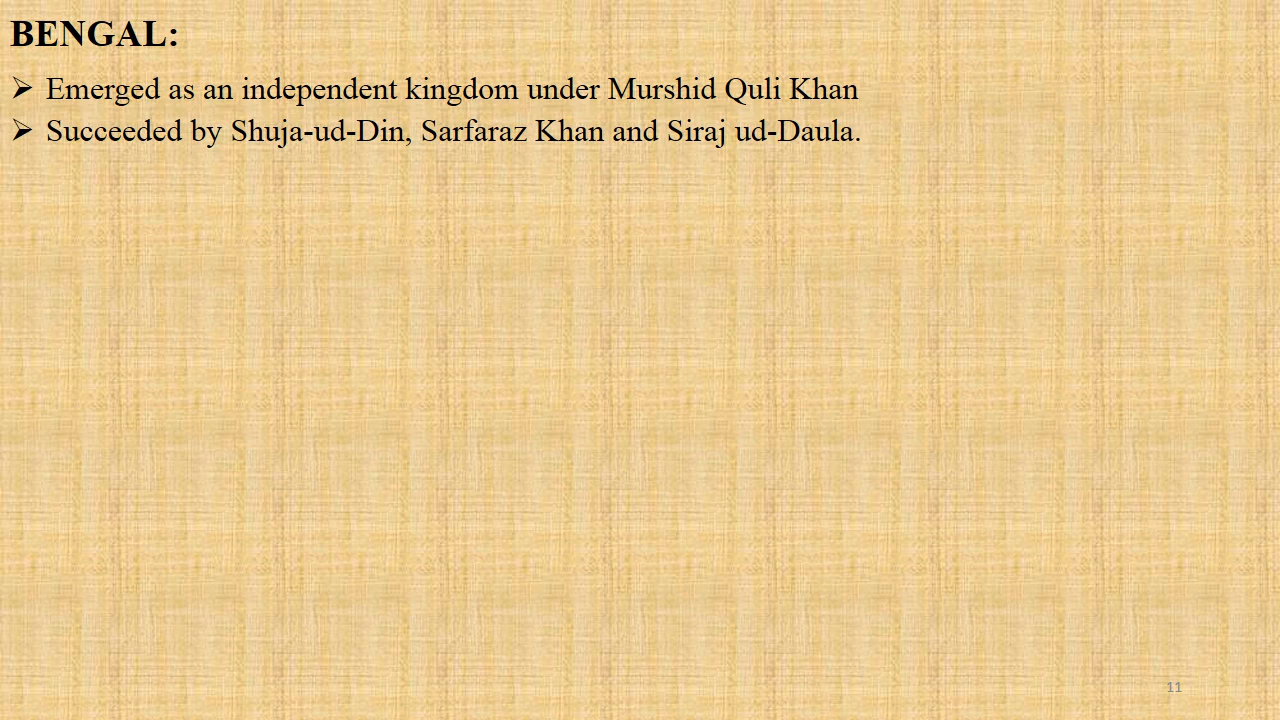 BENGAL:
➢ Emerged as an independent kingdom under Murshid Quli Khan
➢ Succeeded by Shuja-ud-Din, Sarfaraz Khan and Siraj ud-Daula.
11